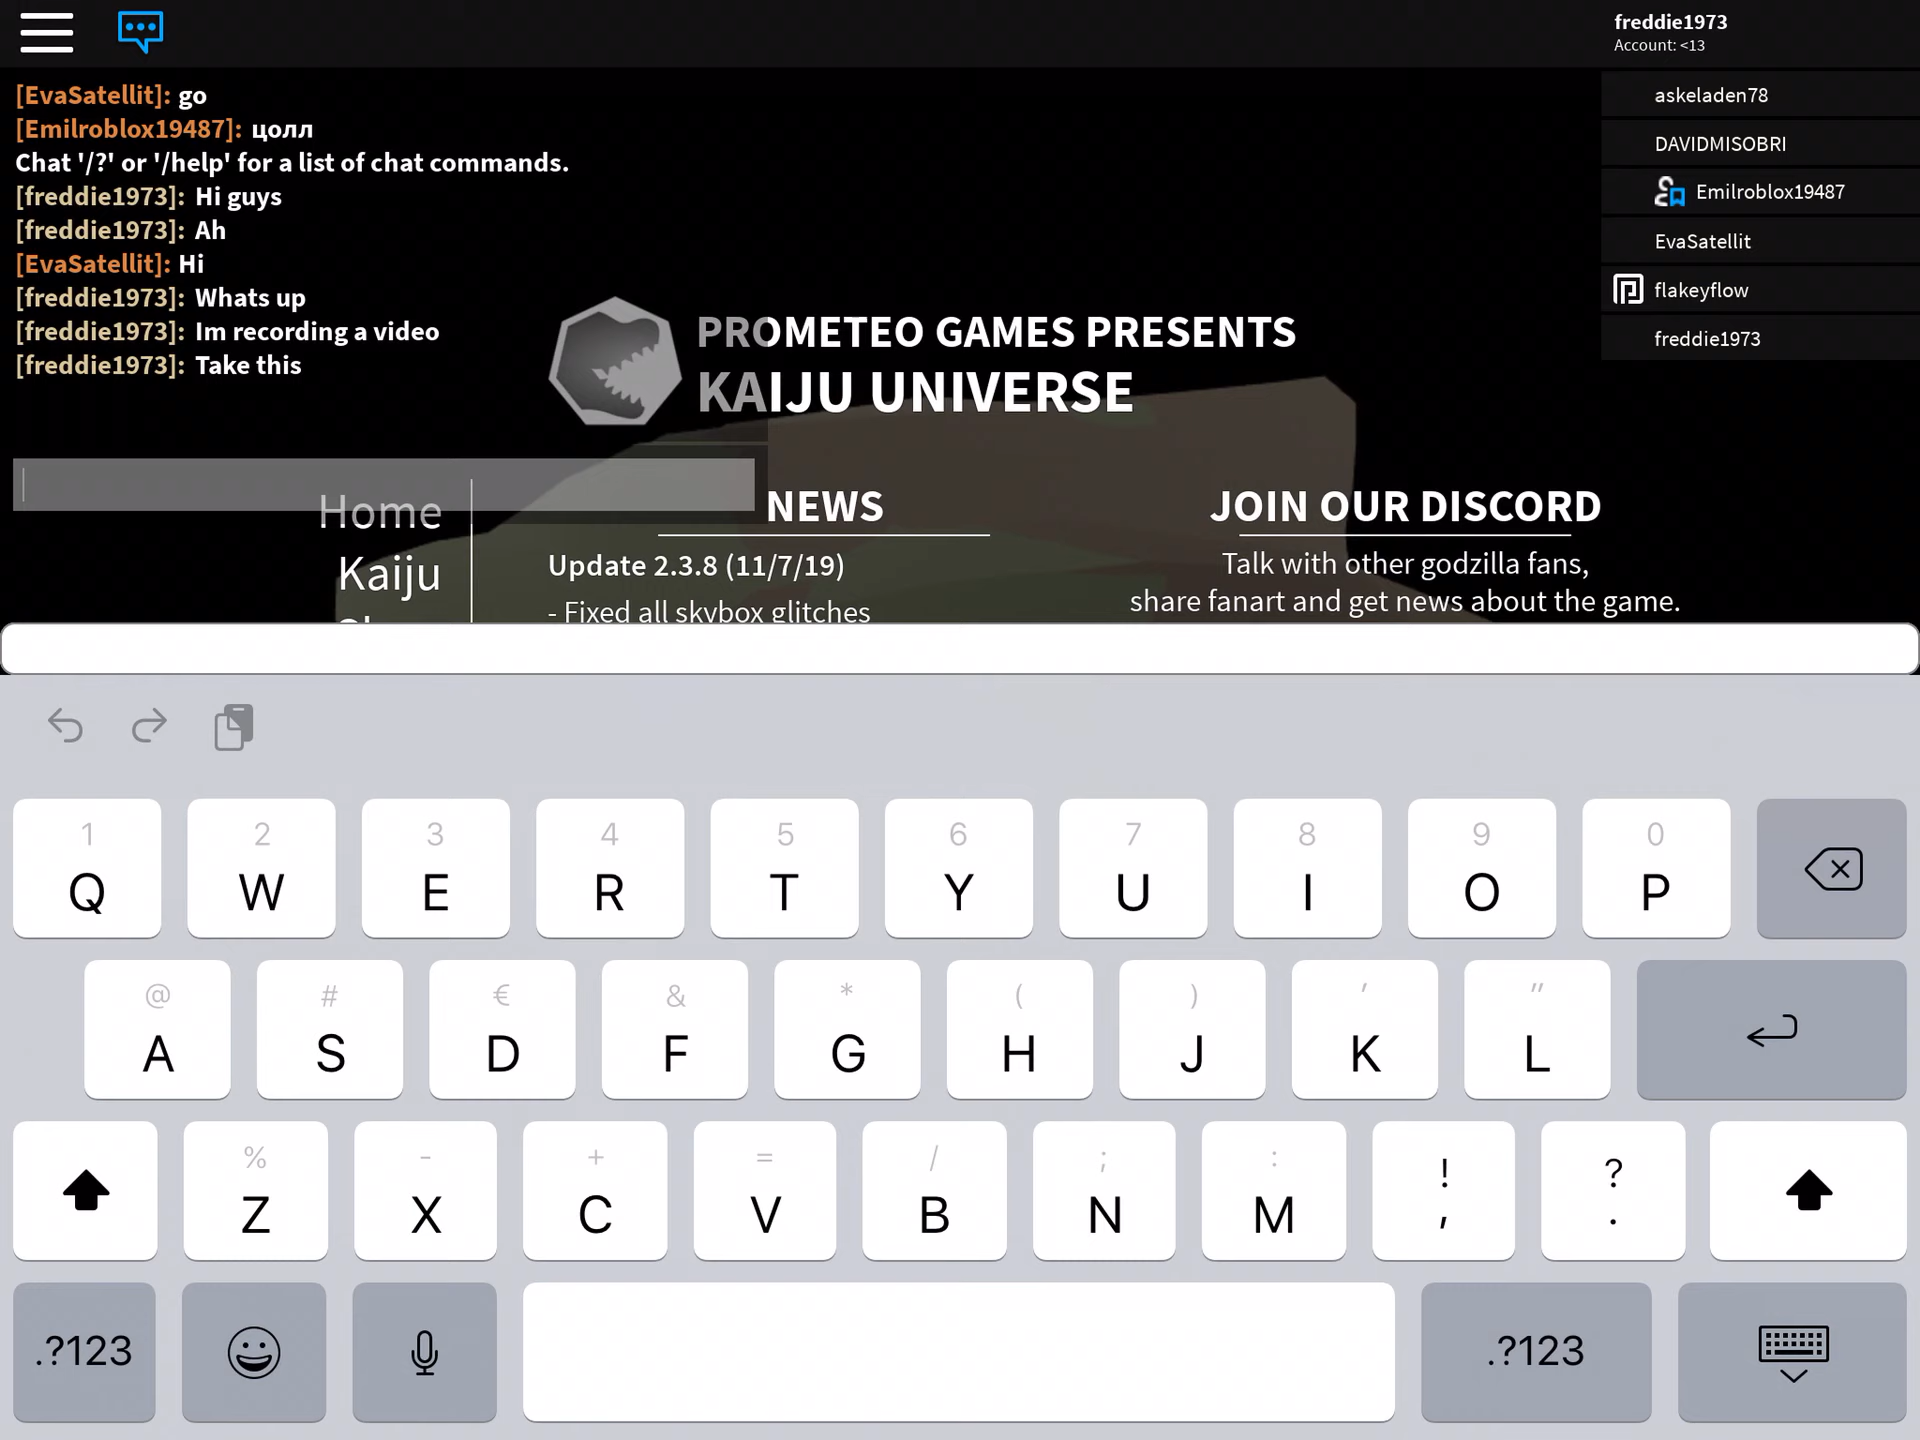 freddie1973
Account: <13
[EvaSatellit]: go
[Emilroblox19487]: цолл
Chat '/?' or '/help' for a list of chat commands.
[freddie1973]: Hi guys
[freddie1973]: Ah
[EvaSatellit]: Hi
[freddie1973]: Whats up
[freddie1973]: Im recording a video
[freddie1973]: Take this
askeladen78
DAVIDMISOBRI
Emilroblox19487
EvaSatellit
flakeyflow
freddie1973
PROMETEO GAMES PRESENTS
KAIJU UNIVERSE
Home
Kaiju
NEWS
Update 2.3.8 (11/7/19)
- Fixed all skybox glitches
JOIN OUR DISCORD
Talk with other godzilla fans,
share fanart and get news about the game.
1 2 3 4 5 6 7 8 9 0
Q W E R T Y U I O P
@ # € & * ( ) ' "
A S D F G H J K L
% - + = / ; : ! ?
Z X C V B N M , .
.?123 .?123